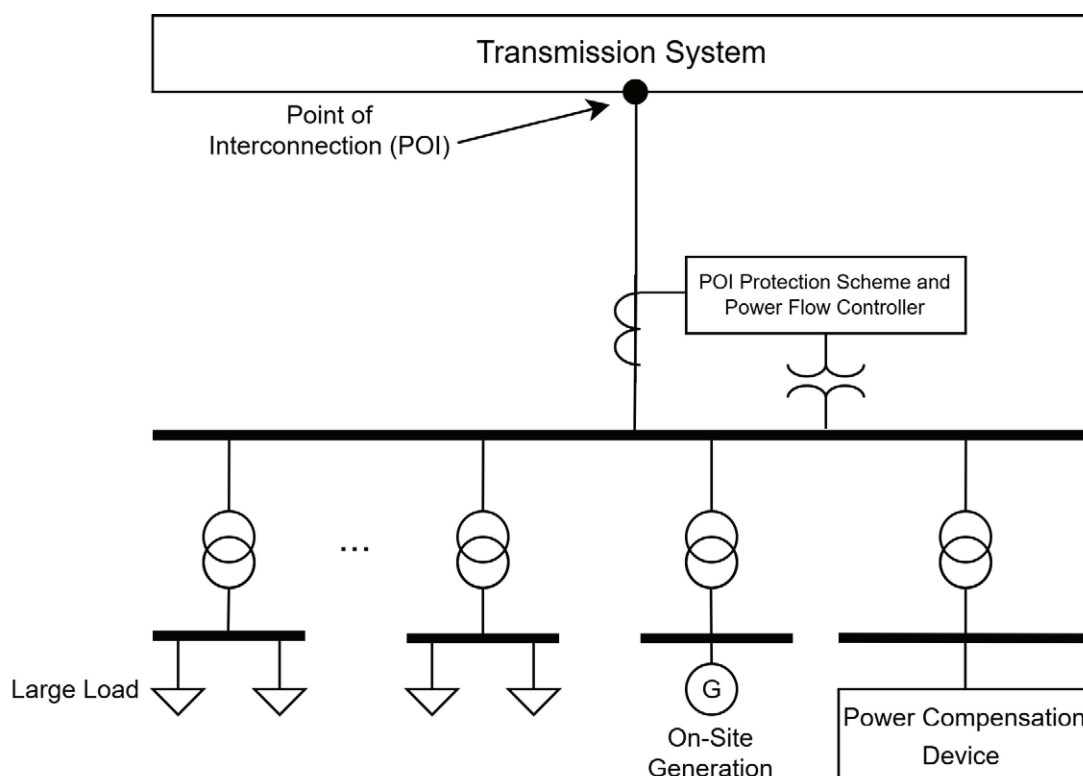 Transmission System
Point of
Interconnection (POI)
POI Protection Scheme and
Power Flow Controller
...
Large Load
G
On-Site
Generation
Power Compensation
Device